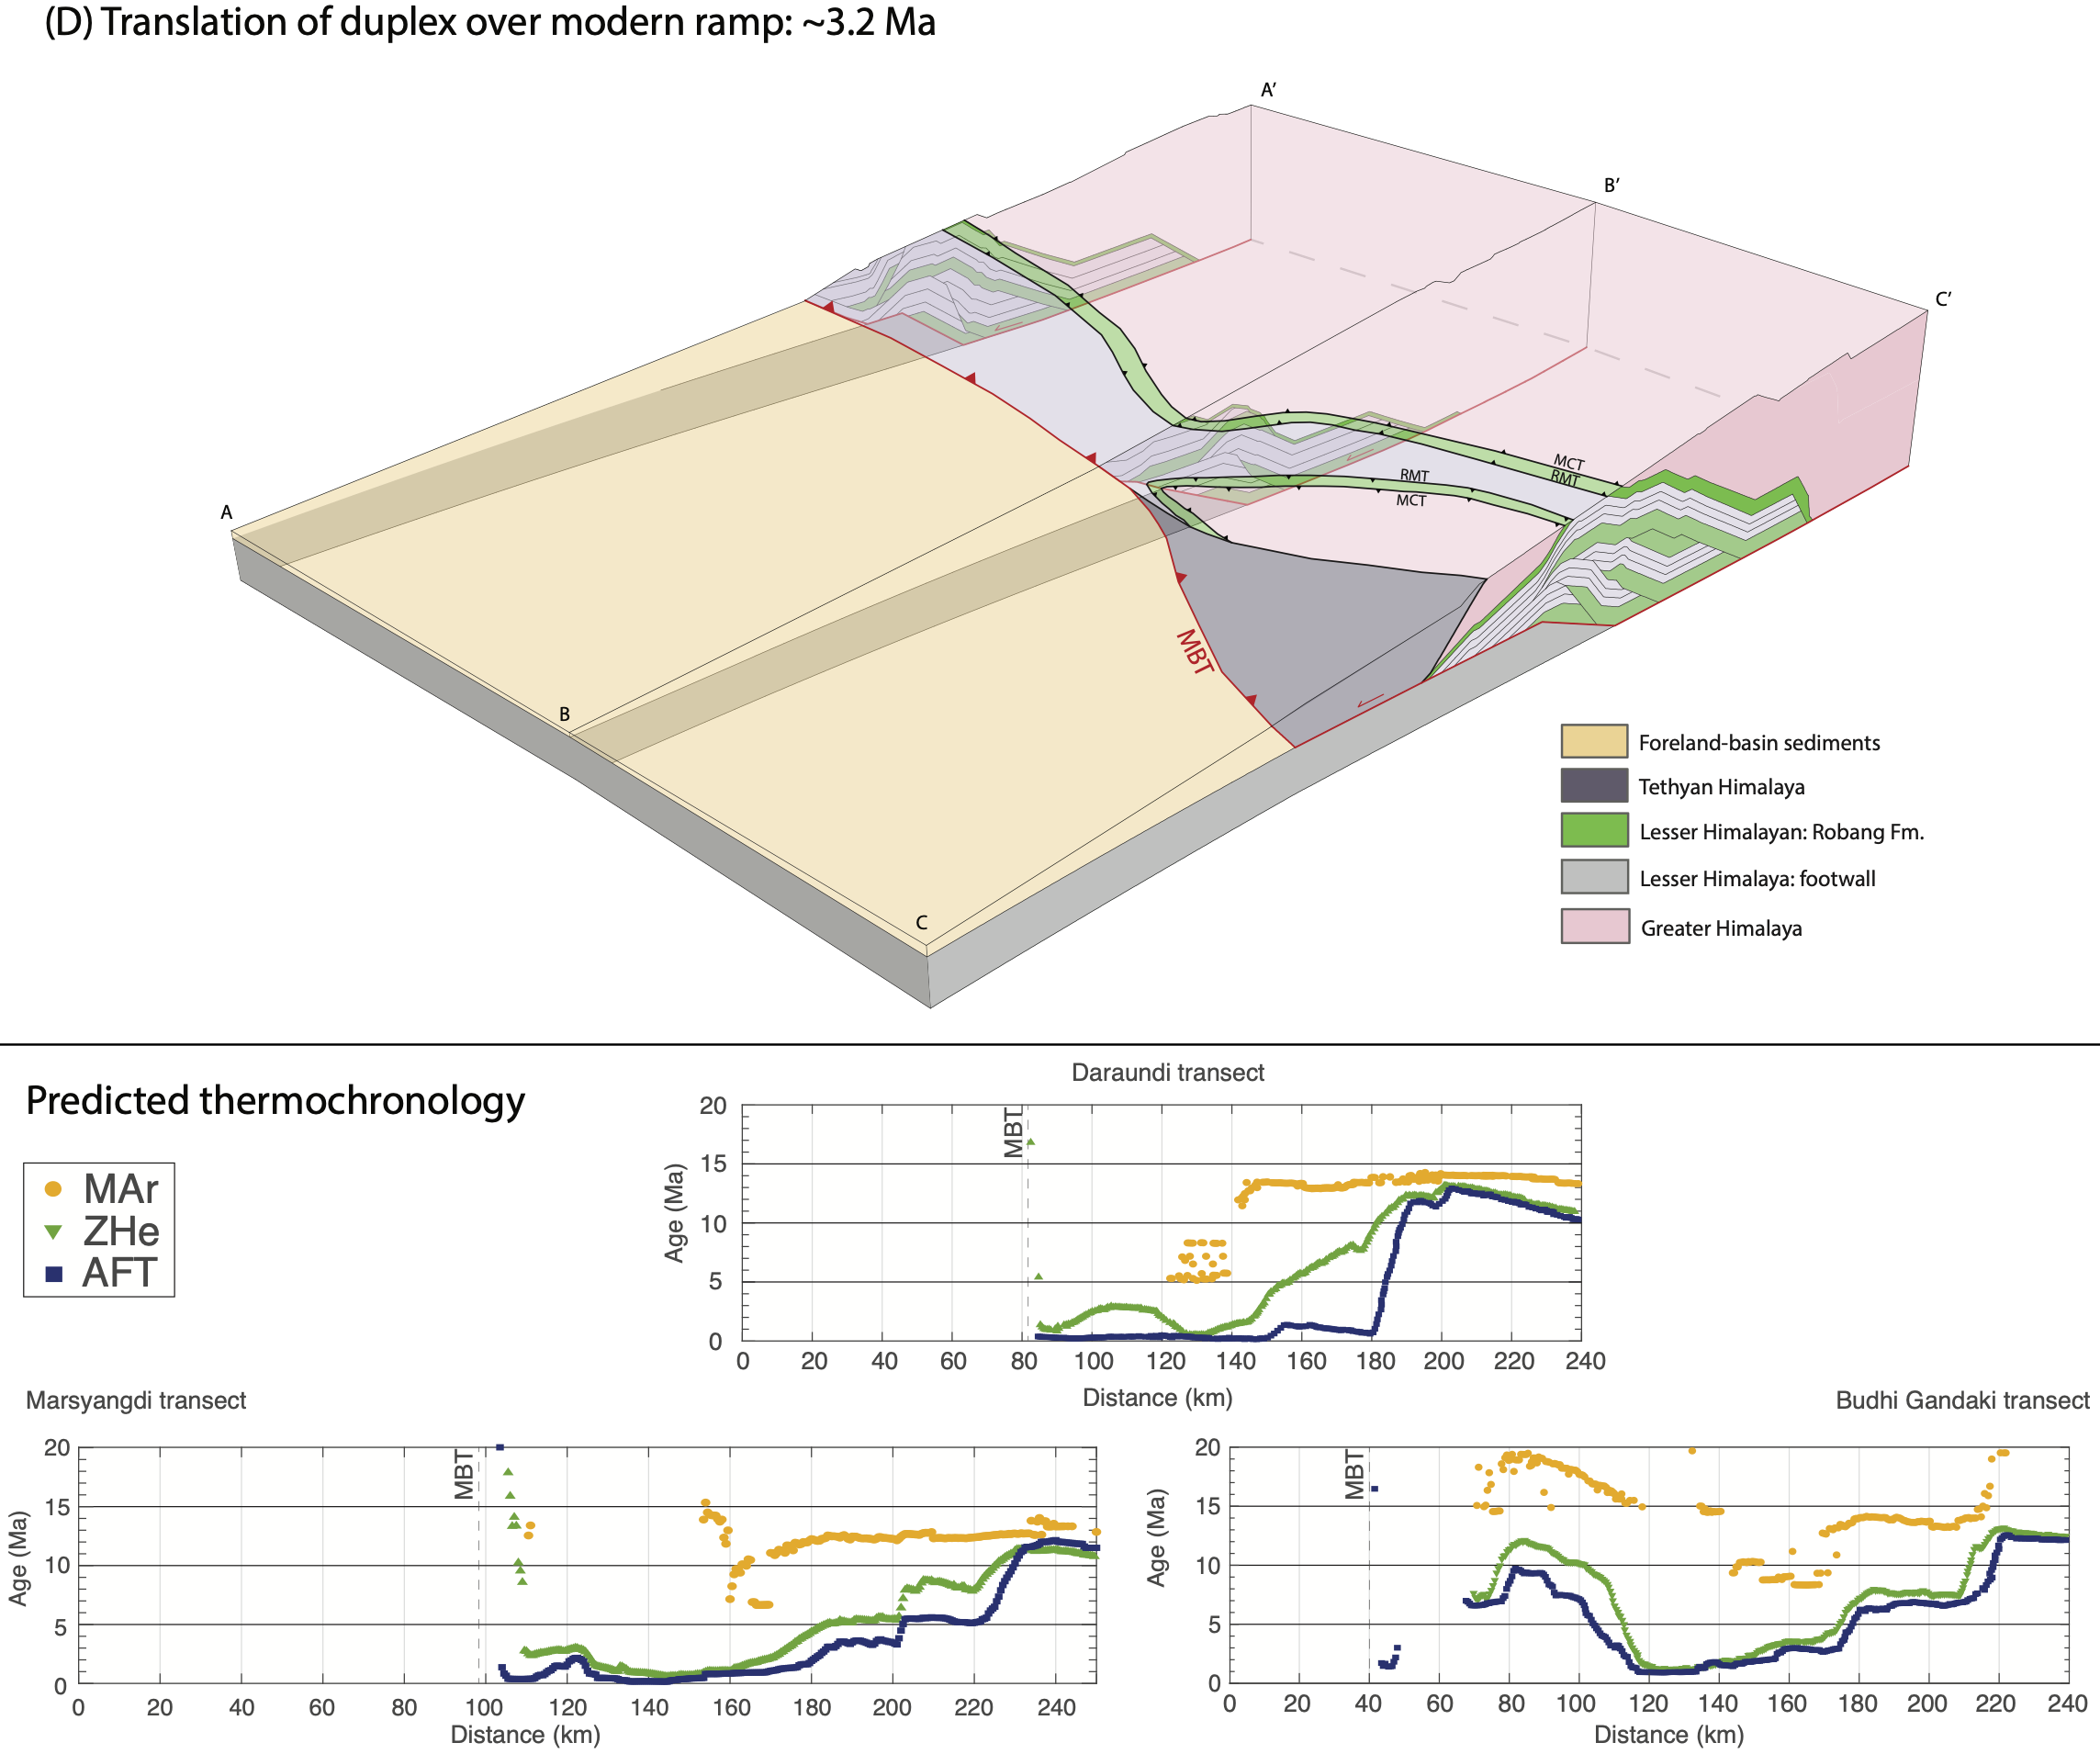 (D) Translation of duplex over modern ramp: ~3.2 Ma
A’
B’
C’
A
MCT
RMT
RMT
MCT
MBT
B
C
Foreland-basin sediments
Tethyan Himalaya
Lesser Himalayan: Robang Fm.
Lesser Himalaya: footwall
Greater Himalaya
Predicted thermochronology
MAr
ZHe
AFT
Daraundi transect
MBT
Age (Ma)
20
15
10
5
0
0 20 40 60 80 100 120 140 160 180 200 220 240
Distance (km)
Marsyangdi transect
MBT
Age (Ma)
20
15
10
5
0
0 20 40 60 80 100 120 140 160 180 200 220 240
Distance (km)
Budhi Gandaki transect
MBT
Age (Ma)
20
15
10
5
0
0 20 40 60 80 100 120 140 160 180 200 220 240
Distance (km)